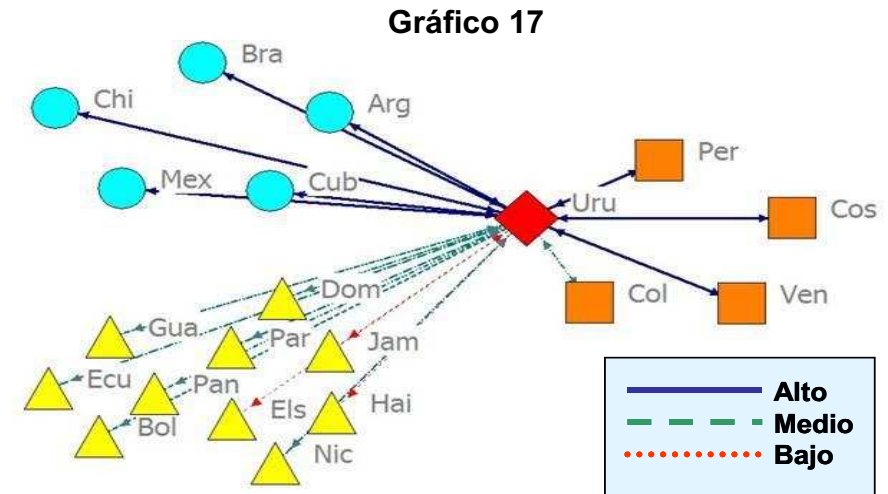 Gráfico 17
Bra
Chi
Arg
Per
Mex
Cub
Uru
Cos
Dom
Col
Ven
Gua
Par
Jam
Ecu
Pan
Els
Hai
Bol
Nic
Alto
Medio
Bajo